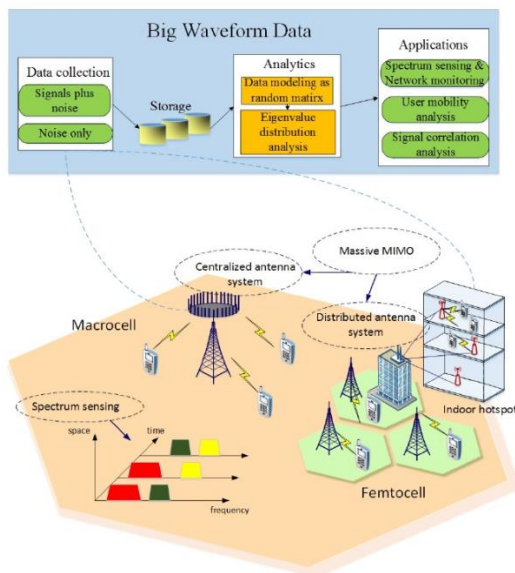 Big Waveform Data
Data collection
Signals plus
noise
Noise only
Storage
Analytics
Data modeling as
random matirx
Eigenvalue
distribution
analysis
Applications
Spectrum sensing &
Network monitoring
User mobility
analysis
Signal correlation
analysis
Massive MIMO
Centralized antenna
system
Macrocell
Distributed antenna
system
Indoor hotspot
Spectrum sensing
space
time
frequency
Femtocell